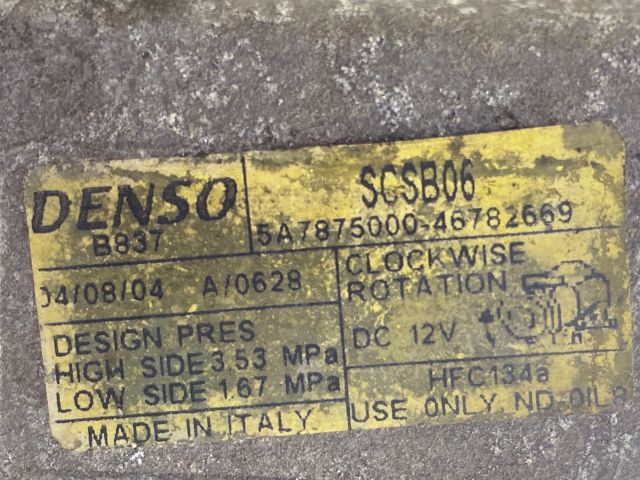 DENSO
B837
SCSB06
5A7875000-46782669
04/08/04 A/0628
CLOCKWISE
ROTATION
DC 12V
DESIGN PRES
HIGH SIDE 3.53 MPa
LOW SIDE 1.67 MPa
HFC134a
USE ONLY ND-OIL8
MADE IN ITALY